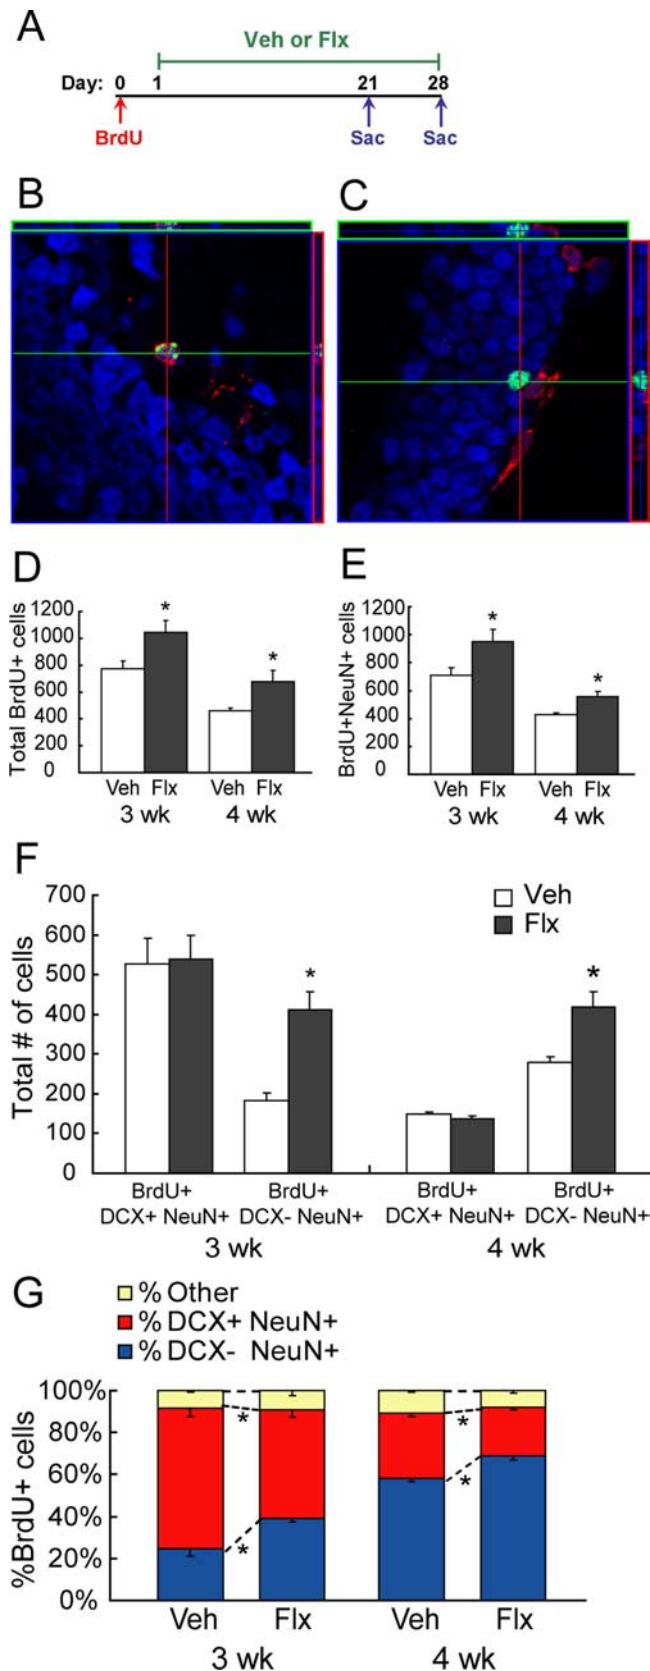 A
Veh or Flx
Day: 0 1 21 28
BrdU Sac Sac
B
C
D
Total BrdU+ cells
1200
1000
800
600
400
200
0
*
*
Veh Flx Veh Flx
3 wk 4 wk
E
BrdU+NeuN+ cells
1200
1000
800
600
400
200
0
*
*
Veh Flx Veh Flx
3 wk 4 wk
F
Total # of cells
700
600
500
400
300
200
100
0
Veh
Flx
*
*
BrdU+ BrdU+ BrdU+ BrdU+
DCX+ NeuN+ DCX- NeuN+ DCX+ NeuN+ DCX- NeuN+
3 wk 4 wk
G
% Other
% DCX+ NeuN+
% DCX- NeuN+
%BrdU+ cells
100%
80%
60%
40%
20%
0%
* *
* *
Veh Flx Veh Flx
3 wk 4 wk